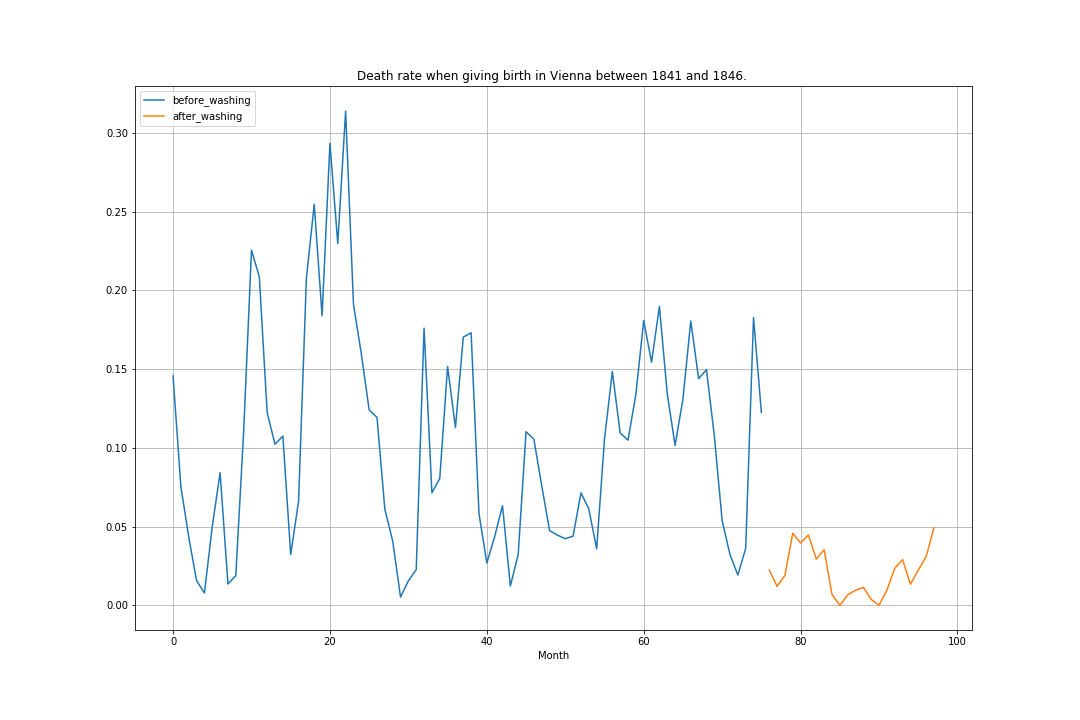 Death rate when giving birth in Vienna between 1841 and 1846.
before_washing
after_washing
0.30
0.25
0.20
0.15
0.10
0.05
0.00
0 20 40 60 80 100
Month